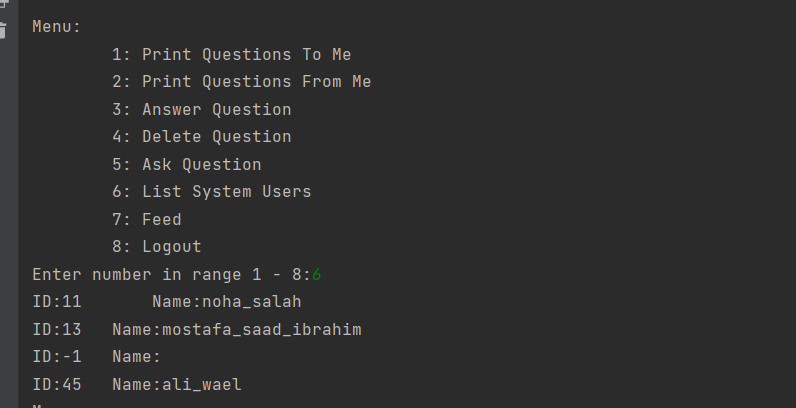 Menu:
1: Print Questions To Me
2: Print Questions From Me
3: Answer Question
4: Delete Question
5: Ask Question
6: List System Users
7: Feed
8: Logout
Enter number in range 1 - 8:6
ID:11       Name:noha_salah
ID:13   Name:mostafa_saad_ibrahim
ID:-1   Name:
ID:45   Name:ali_wael